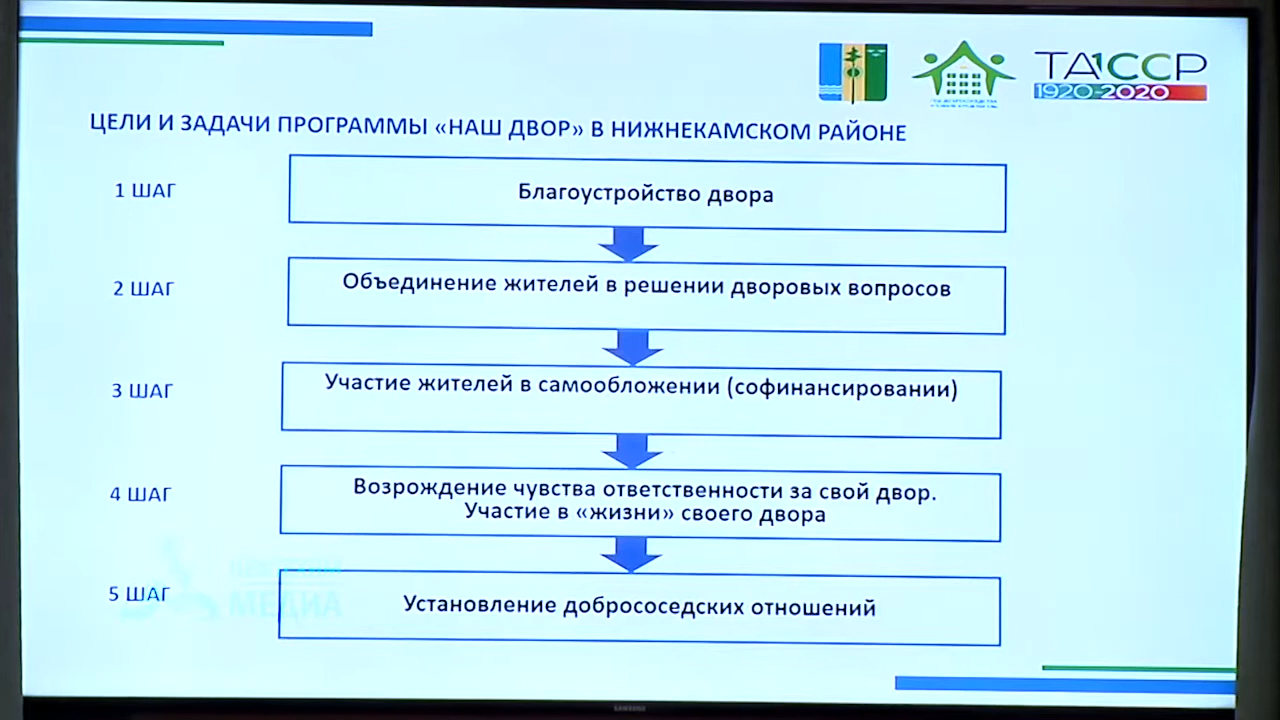 ТАССР
1920-2020
ЦЕЛИ И ЗАДАЧИ ПРОГРАММЫ «НАШ ДВОР» В НИЖНЕКАМСКОМ РАЙОНЕ
1 ШАГ
Благоустройство двора
2 ШАГ
Объединение жителей в решении дворовых вопросов
3 ШАГ
Участие жителей в самообложении (софинансировании)
4 ШАГ
Возрождение чувства ответственности за свой двор.
Участие в «жизни» своего двора
5 ШАГ
Установление добрососедских отношений
МЕДИА
SAMSUNG